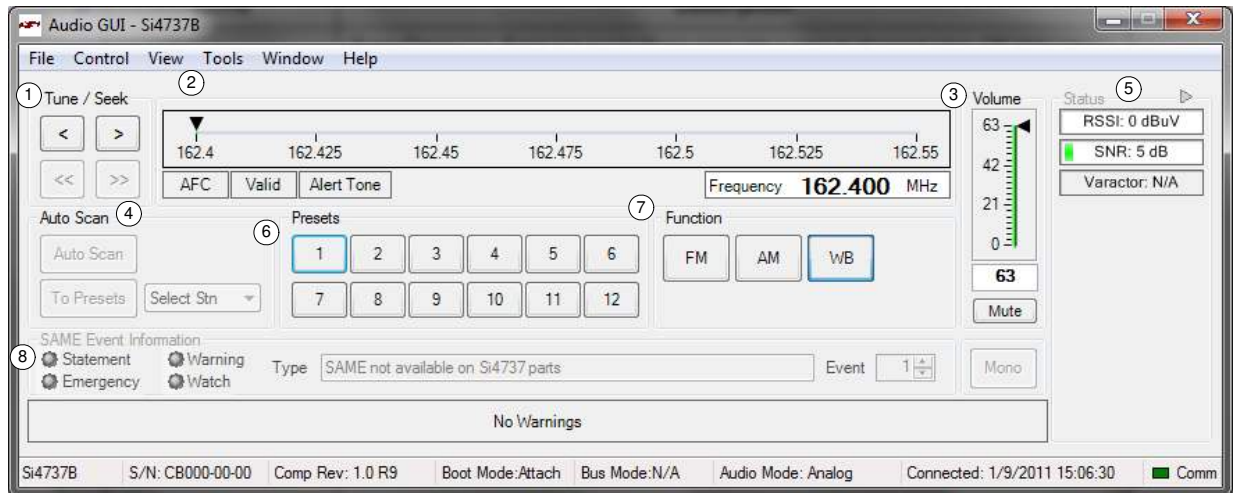 Audio GUI - Si4737B
File Control View Tools Window Help
1 Tune / Seek 2 3 Volume Status 5
< >
<< >>
162.4 162.425 162.45 162.475 162.5 162.525 162.55
AFC Valid Alert Tone Frequency 162.400 MHz
63
42
21
0
63
Mute
RSSI: 0 dBuV
SNR: 5 dB
Varactor: N/A
Auto Scan 4
Auto Scan
To Presets Select Stn
6 Presets
1 2 3 4 5 6
7 8 9 10 11 12
7 Function
FM AM WB
SAME Event Information
8 Statement Warning
Emergency Watch
Type SAME not available on Si4737 parts Event 1
Mono
No Warnings
Si4737B S/N: CB000-00-00 Comp Rev: 1.0 R9 Boot Mode:Attach Bus Mode:N/A Audio Mode: Analog Connected: 1/9/2011 15:06:30 Comm